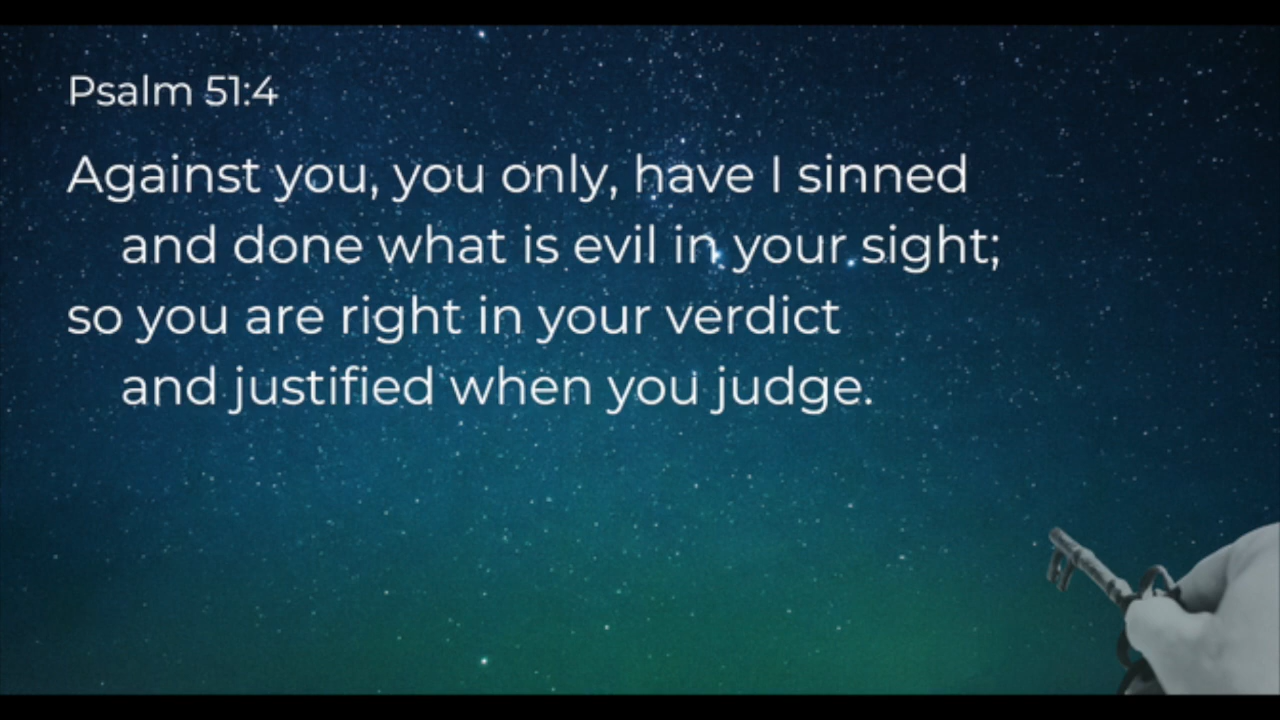 Psalm 51:4
Against you, you only, have I sinned
and done what is evil in your sight;
so you are right in your verdict
and justified when you judge.